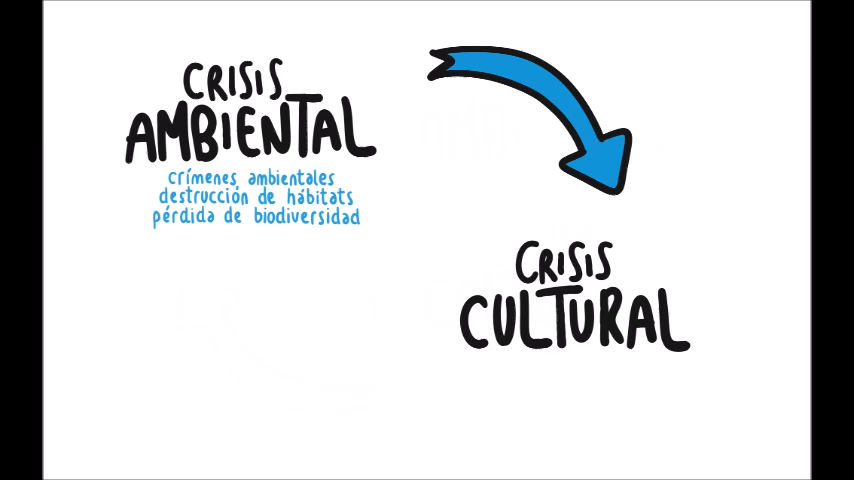 CRISIS
AMBIENTAL
crímenes ambientales
destrucción de hábitats
pérdida de biodiversidad
CRISIS
CULTURAL